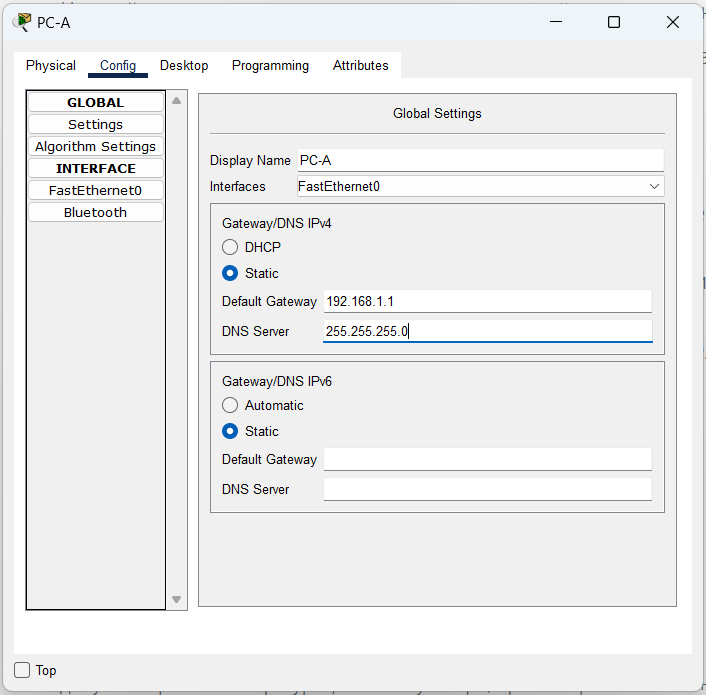 PC-A
Physical Config Desktop Programming Attributes
GLOBAL
Settings
Algorithm Settings
INTERFACE
FastEthernet0
Bluetooth
Global Settings
Display Name PC-A
Interfaces FastEthernet0
Gateway/DNS IPv4
DHCP
Static
Default Gateway 192.168.1.1
DNS Server 255.255.255.0
Gateway/DNS IPv6
Automatic
Static
Default Gateway
DNS Server
Top